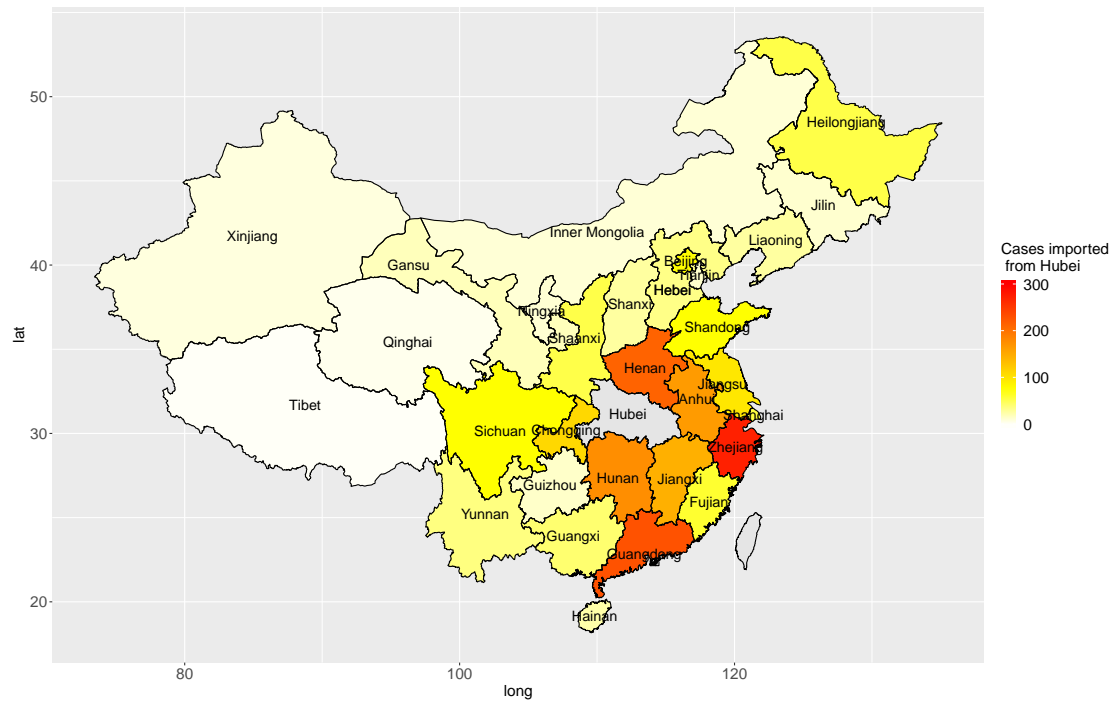 50
40
30
20
lat
80
100
120
long
Heilongjiang
Jilin
Xinjiang
Inner Mongolia
Liaoning
Gansu
Beijing
Tianjin
Hebei
Shanxi
Ningxia
Shaanxi
Shandong
Qinghai
Henan
Jiangsu
Anhui
Tibet
Hubei
Shanghai
Sichuan
Chongqing
Zhejiang
Hunan
Jiangxi
Guizhou
Fujian
Yunnan
Guangxi
Guangdong
Hainan
Cases imported
from Hubei
300
200
100
0